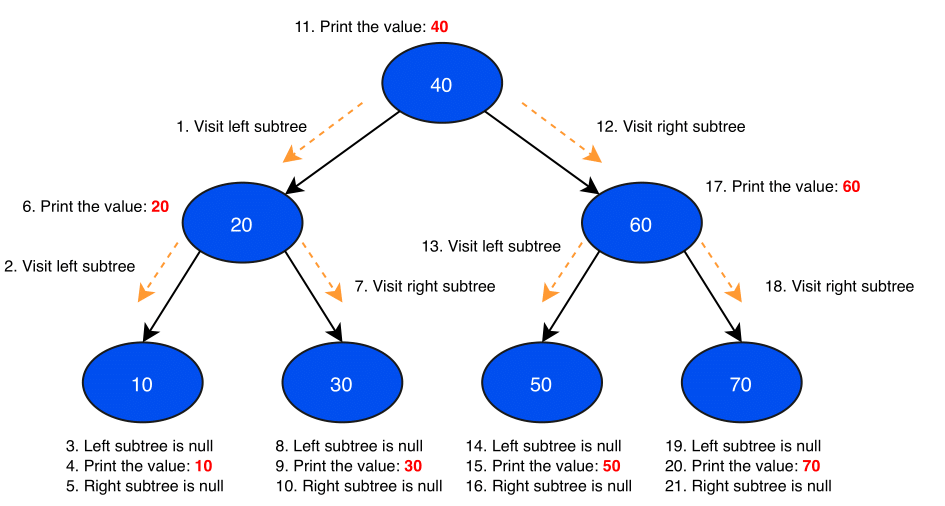 11. Print the value: 40
40
1. Visit left subtree
12. Visit right subtree
17. Print the value: 60
6. Print the value: 20
20
60
13. Visit left subtree
2. Visit left subtree
7. Visit right subtree
18. Visit right subtree
10
30
50
70
3. Left subtree is null
4. Print the value: 10
5. Right subtree is null
8. Left subtree is null
9. Print the value: 30
10. Right subtree is null
14. Left subtree is null
15. Print the value: 50
16. Right subtree is null
19. Left subtree is null
20. Print the value: 70
21. Right subtree is null